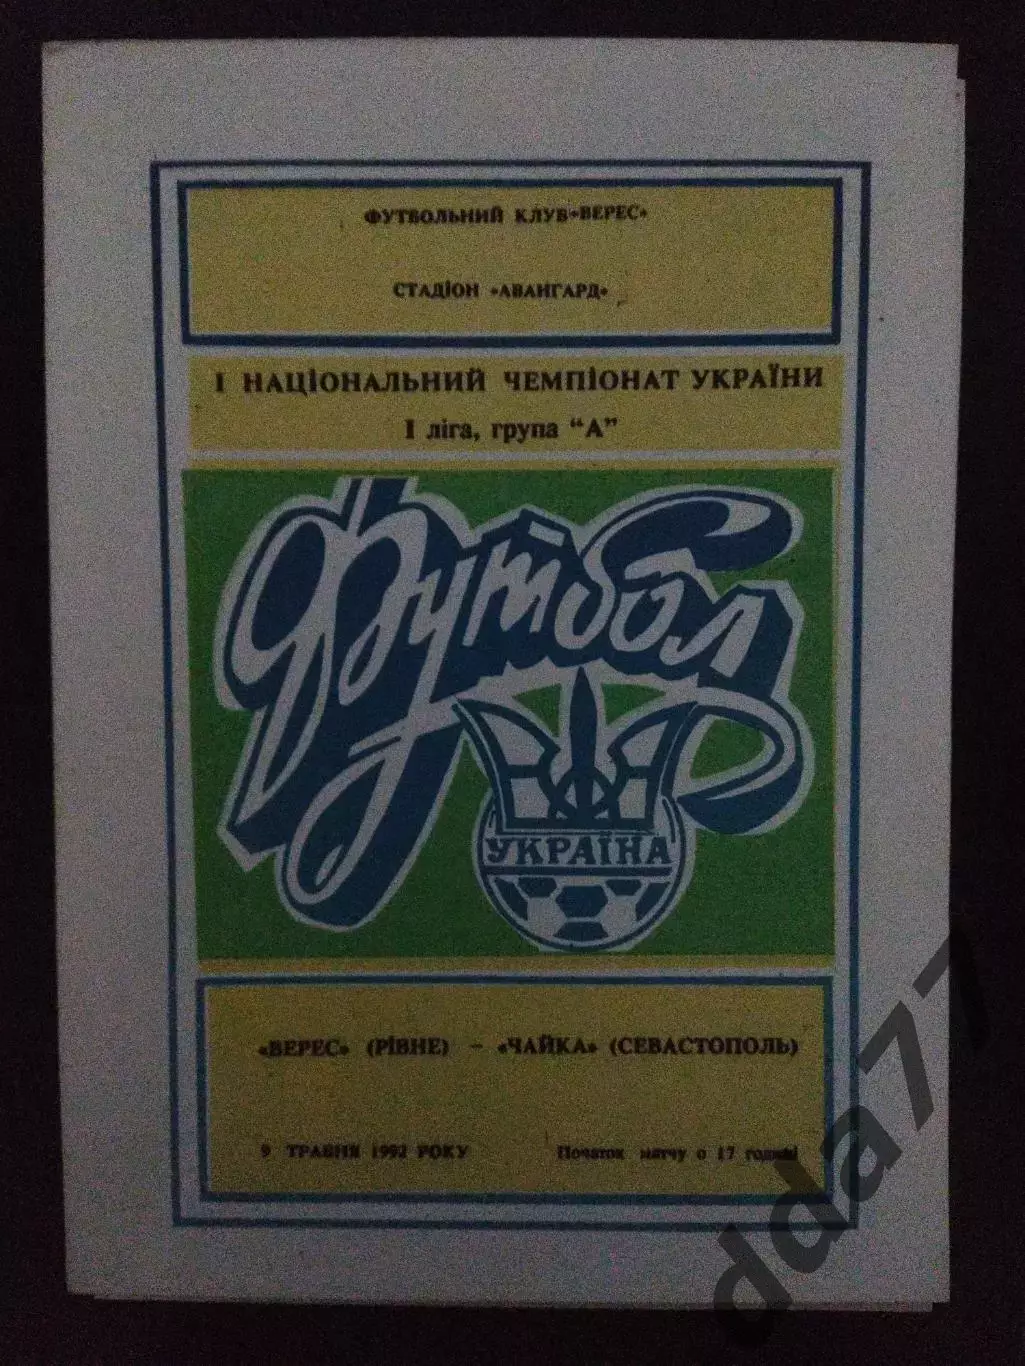 ФУТБОЛЬНИЙ КЛУБ «ВЕРЕС»
СТАДІОН «АВАНГАРД»
І НАЦІОНАЛЬНИЙ ЧЕМПІОНАТ УКРАЇНИ
І ліга, група “А”
Футбол
УКРАЇНА
«ВЕРЕС» (РІВНЕ) – «ЧАЙКА» (СЕВАСТОПОЛЬ)
9 ТРАВНЯ 1992 РОКУ Початок матчу о 17 годині
dda77